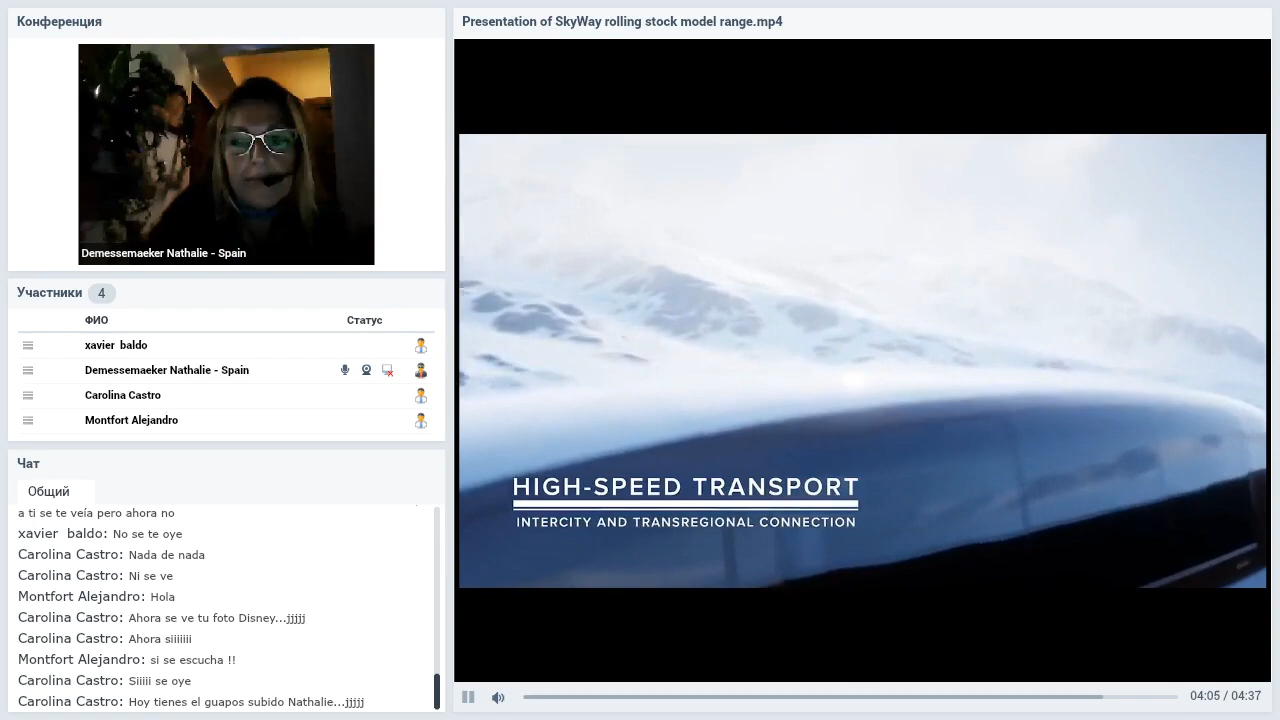 Конференция
Demessemaeker Nathalie - Spain
Участники 4
ФИО Статус
xavier baldo
Demessemaeker Nathalie - Spain
Carolina Castro
Montfort Alejandro
Чат
Общий
a ti se te veía pero ahora no
xavier baldo: No se te oye
Carolina Castro: Nada de nada
Carolina Castro: Ni se ve
Montfort Alejandro: Hola
Carolina Castro: Ahora se ve tu foto Disney...jjjjj
Carolina Castro: Ahora siiiiiii
Montfort Alejandro: si se escucha !!
Carolina Castro: Siiiii se oye
Carolina Castro: Hoy tienes el guapos subido Nathalie...jjjjj
Presentation of SkyWay rolling stock model range.mp4
HIGH-SPEED TRANSPORT
INTERCITY AND TRANSREGIONAL CONNECTION
04:05 / 04:37